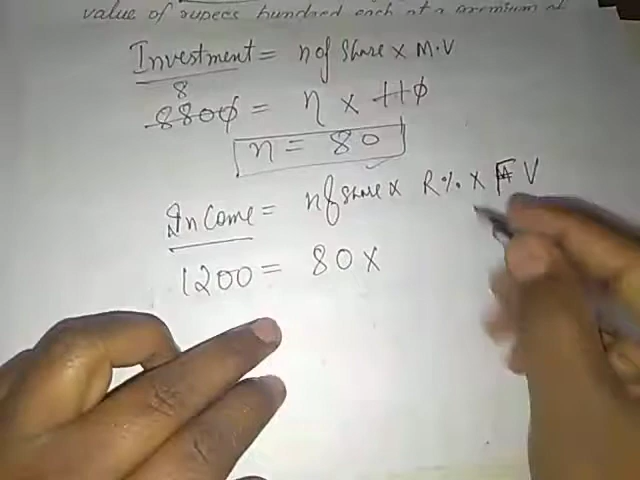 value of rupees hundred each at a premium of
Investment = n of share x M.V
8
8800 = n x 110
n = 80
Income = n of share x R% x F V
1200 = 80 x